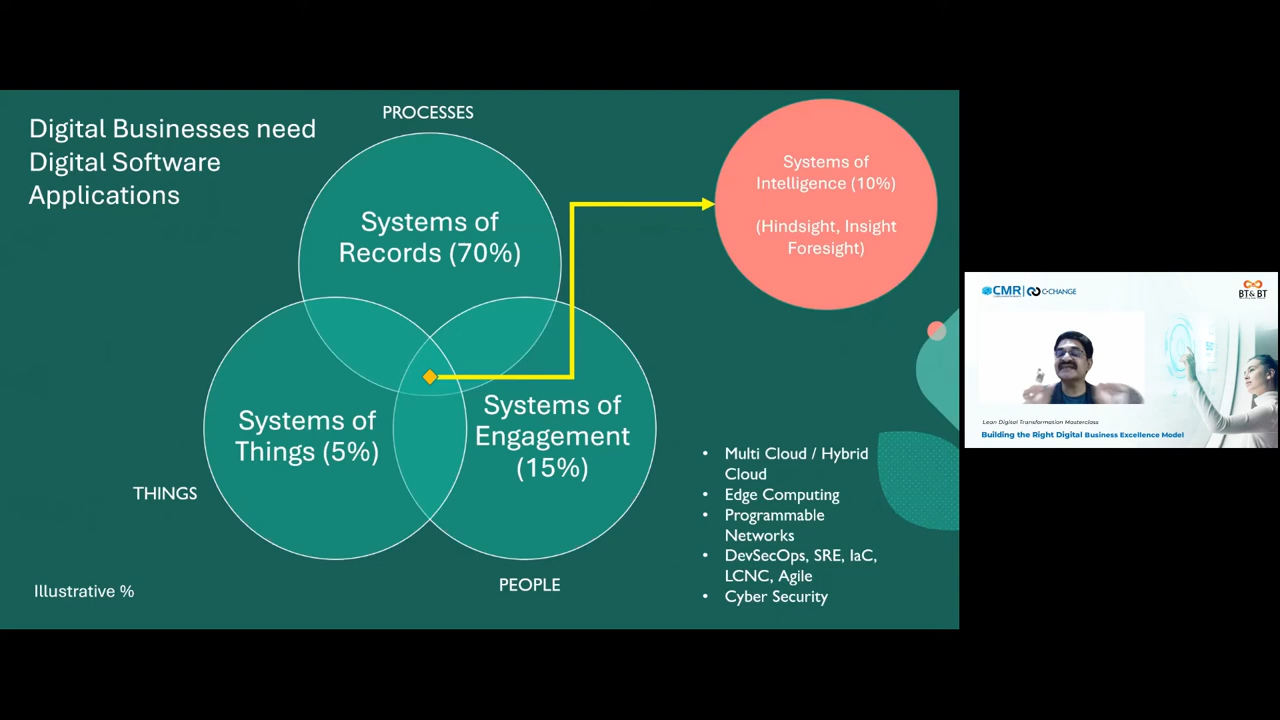 Digital Businesses need
Digital Software
Applications
PROCESSES
Systems of
Records (70%)
Systems of
Intelligence (10%)
(Hindsight, Insight
Foresight)
Systems of
Things (5%)
Systems of
Engagement
(15%)
THINGS
PEOPLE
Illustrative %
• Multi Cloud / Hybrid
Cloud
• Edge Computing
• Programmable
Networks
• DevSecOps, SRE, IaC,
LCNC, Agile
• Cyber Security
CMR C-CHANGE
BT& BT
Lean Digital Transformation Masterclass
Building the Right Digital Business Excellence Model